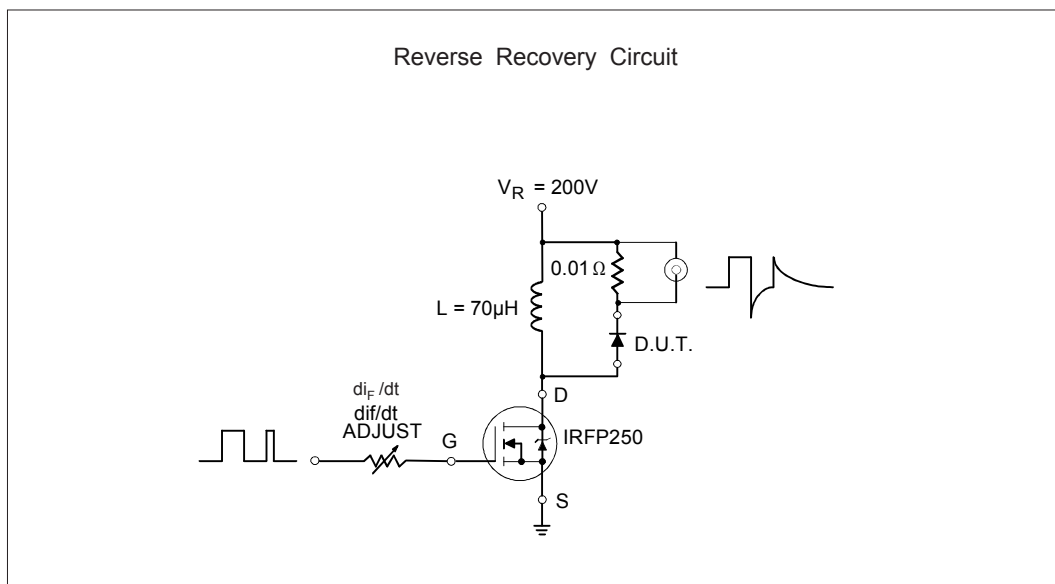 Reverse Recovery Circuit
V_R = 200V
0.01 Ω
L = 70µH
D.U.T.
di_F /dt
dif/dt
ADJUST
D
G
IRFP250
S